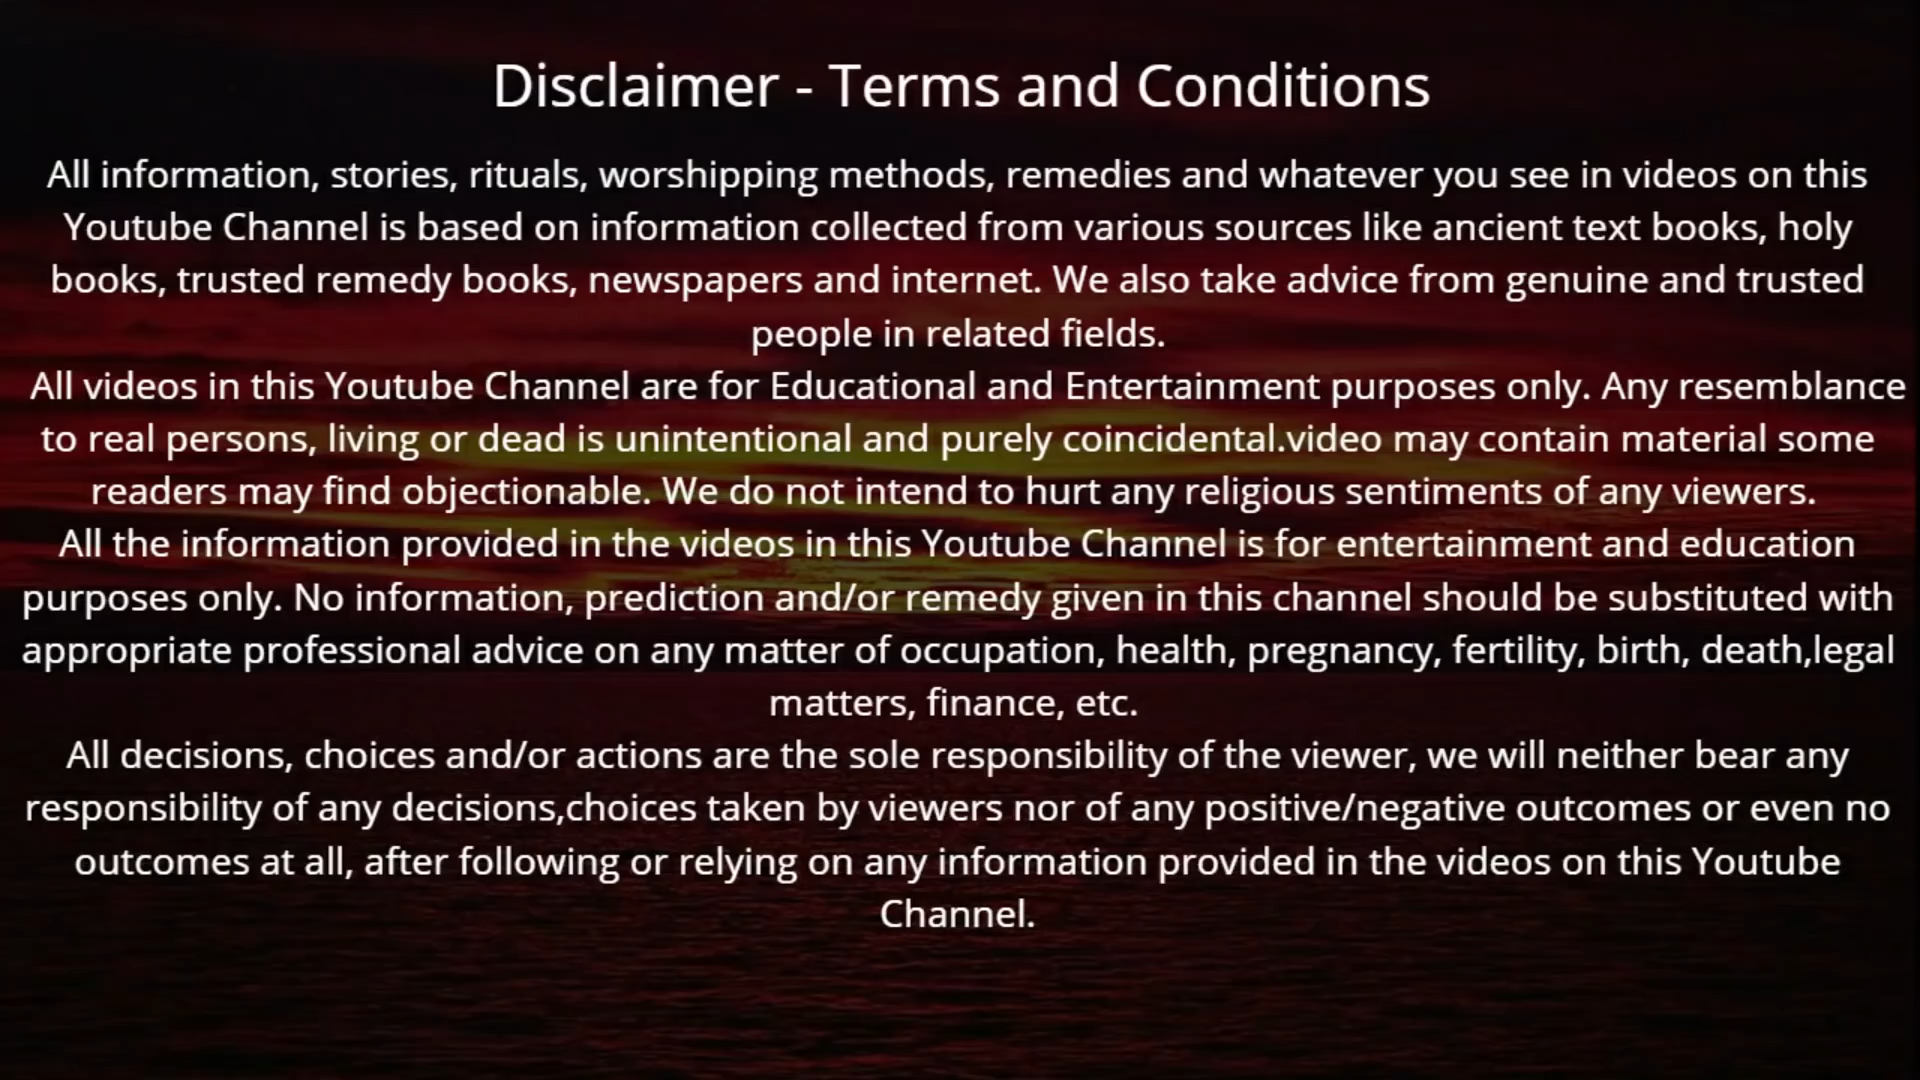 Disclaimer - Terms and Conditions
All information, stories, rituals, worshipping methods, remedies and whatever you see in videos on this
Youtube Channel is based on information collected from various sources like ancient text books, holy
books, trusted remedy books, newspapers and internet. We also take advice from genuine and trusted
people in related fields.
All videos in this Youtube Channel are for Educational and Entertainment purposes only. Any resemblance
to real persons, living or dead is unintentional and purely coincidental.video may contain material some
readers may find objectionable. We do not intend to hurt any religious sentiments of any viewers.
All the information provided in the videos in this Youtube Channel is for entertainment and education
purposes only. No information, prediction and/or remedy given in this channel should be substituted with
appropriate professional advice on any matter of occupation, health, pregnancy, fertility, birth, death,legal
matters, finance, etc.
All decisions, choices and/or actions are the sole responsibility of the viewer, we will neither bear any
responsibility of any decisions,choices taken by viewers nor of any positive/negative outcomes or even no
outcomes at all, after following or relying on any information provided in the videos on this Youtube
Channel.